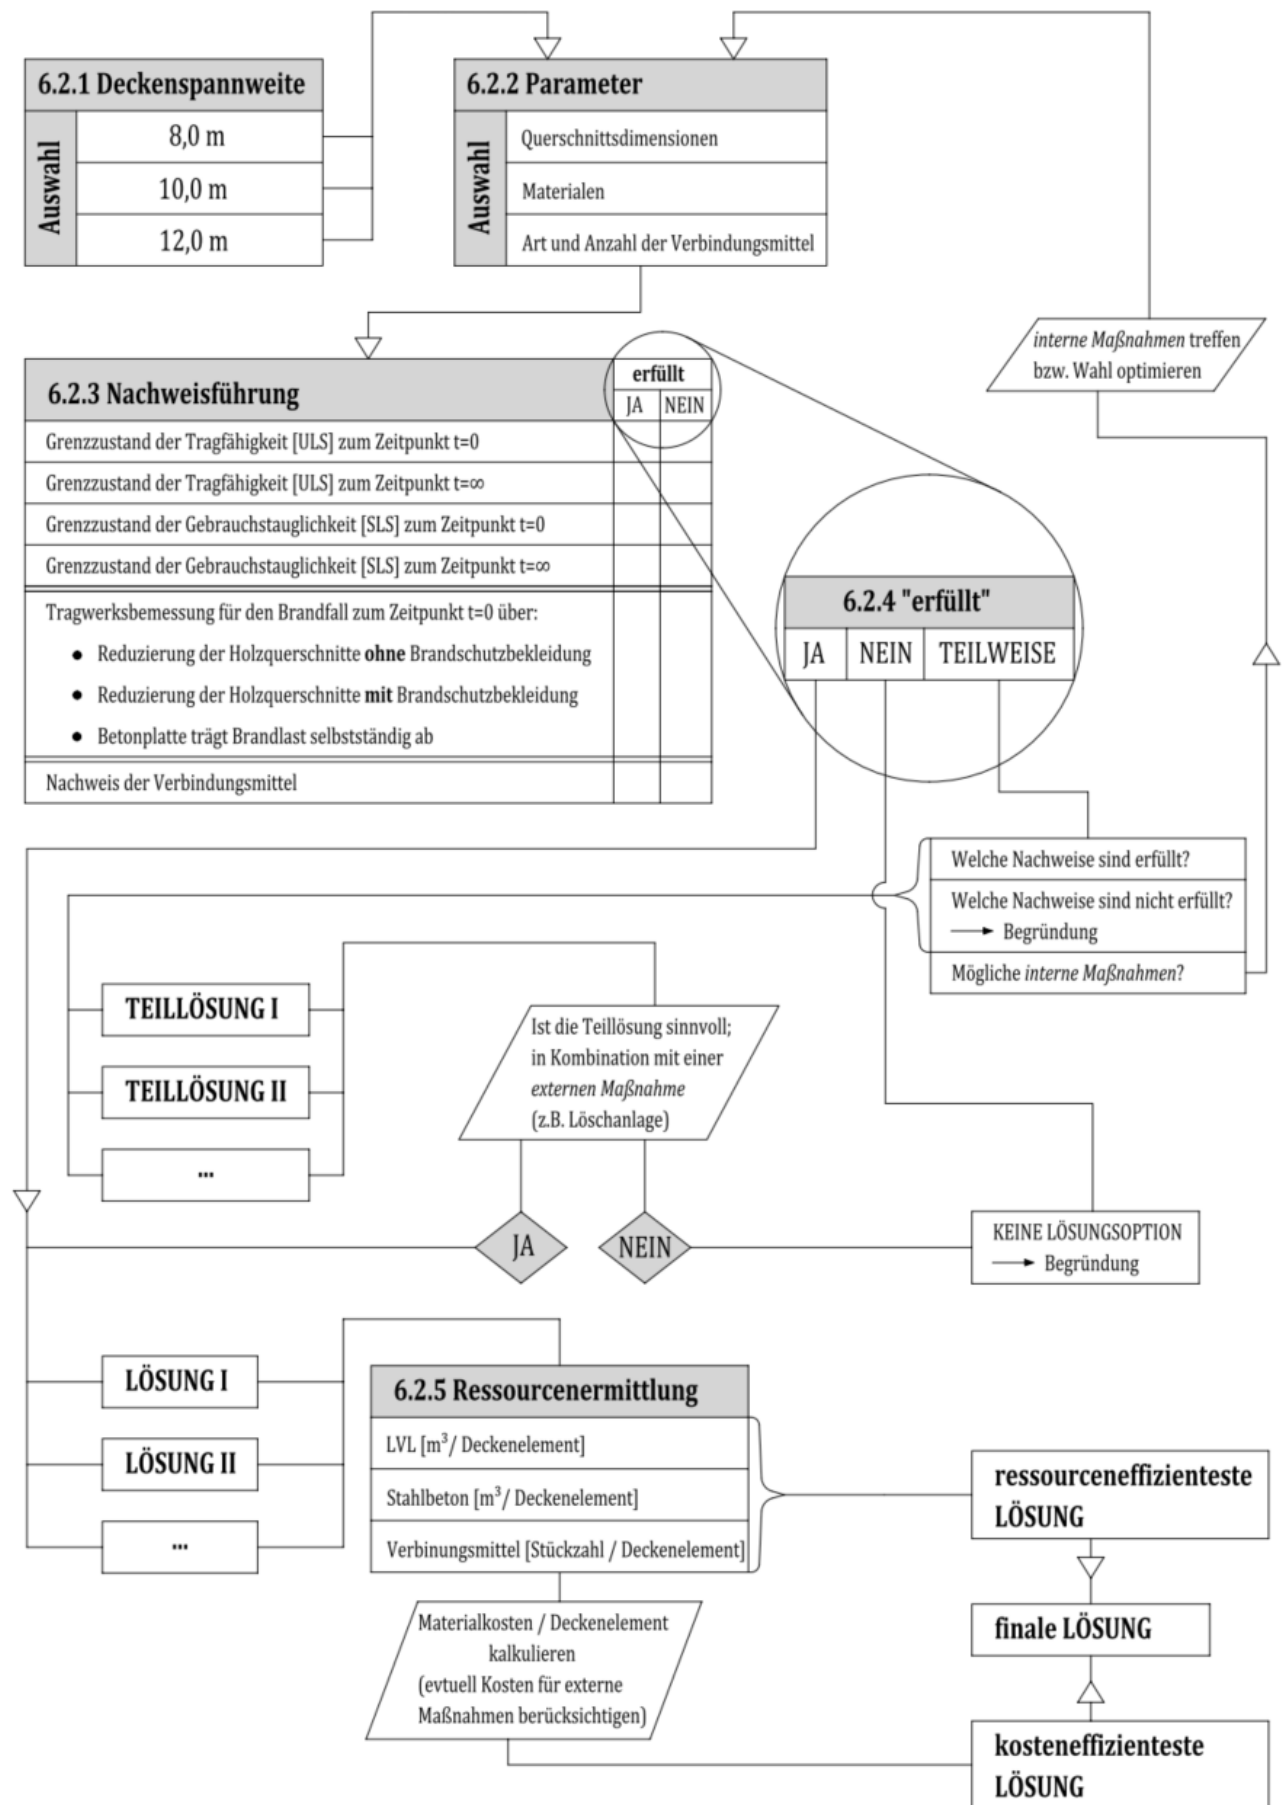 6.2.1 Deckenspannweite
Auswahl
8,0 m
10,0 m
12,0 m
6.2.2 Parameter
Auswahl
Querschnittsdimensionen
Materialen
Art und Anzahl der Verbindungsmittel
interne Maßnahmen treffen
bzw. Wahl optimieren
6.2.3 Nachweisführung
erfüllt
JA
NEIN
Grenzzustand der Tragfähigkeit [ULS] zum Zeitpunkt t=0
Grenzzustand der Tragfähigkeit [ULS] zum Zeitpunkt t=∞
Grenzzustand der Gebrauchstauglichkeit [SLS] zum Zeitpunkt t=0
Grenzzustand der Gebrauchstauglichkeit [SLS] zum Zeitpunkt t=∞
Tragwerksbemessung für den Brandfall zum Zeitpunkt t=0 über:
● Reduzierung der Holzquerschnitte ohne Brandschutzbekleidung
● Reduzierung der Holzquerschnitte mit Brandschutzbekleidung
● Betonplatte trägt Brandlast selbstständig ab
Nachweis der Verbindungsmittel
6.2.4 "erfüllt"
JA
NEIN
TEILWEISE
Welche Nachweise sind erfüllt?
Welche Nachweise sind nicht erfüllt?
→ Begründung
Mögliche interne Maßnahmen?
TEILLÖSUNG I
TEILLÖSUNG II
...
Ist die Teillösung sinnvoll;
in Kombination mit einer
externen Maßnahme
(z.B. Löschanlage)
JA
NEIN
KEINE LÖSUNGSOPTION
→ Begründung
LÖSUNG I
LÖSUNG II
...
6.2.5 Ressourcenermittlung
LVL [m³/ Deckenelement]
Stahlbeton [m³/ Deckenelement]
Verbinungsmittel [Stückzahl / Deckenelement]
Materialkosten / Deckenelement
kalkulieren
(evtuell Kosten für externe
Maßnahmen berücksichtigen)
ressourceneffizienteste
LÖSUNG
finale LÖSUNG
kosteneffizienteste
LÖSUNG